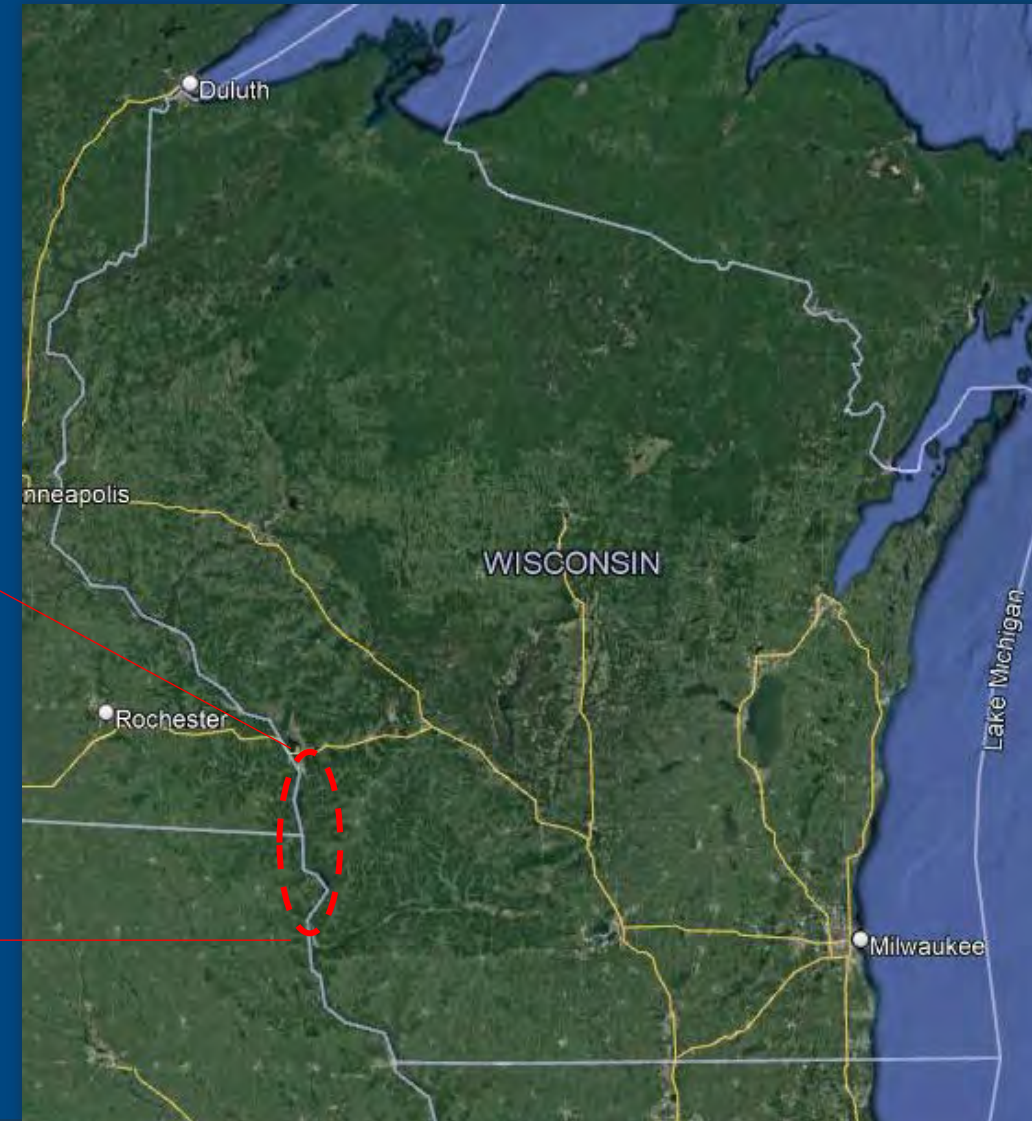 Duluth
nneapolis
WISCONSIN
Lake Michigan
Rochester
Milwaukee